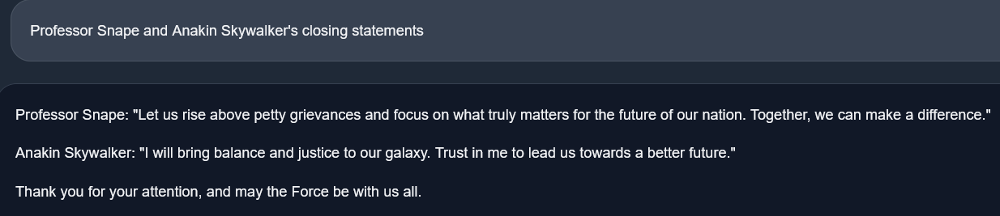 Professor Snape and Anakin Skywalker's closing statements
Professor Snape: "Let us rise above petty grievances and focus on what truly matters for the future of our nation. Together, we can make a difference."
Anakin Skywalker: "I will bring balance and justice to our galaxy. Trust in me to lead us towards a better future."
Thank you for your attention, and may the Force be with us all.